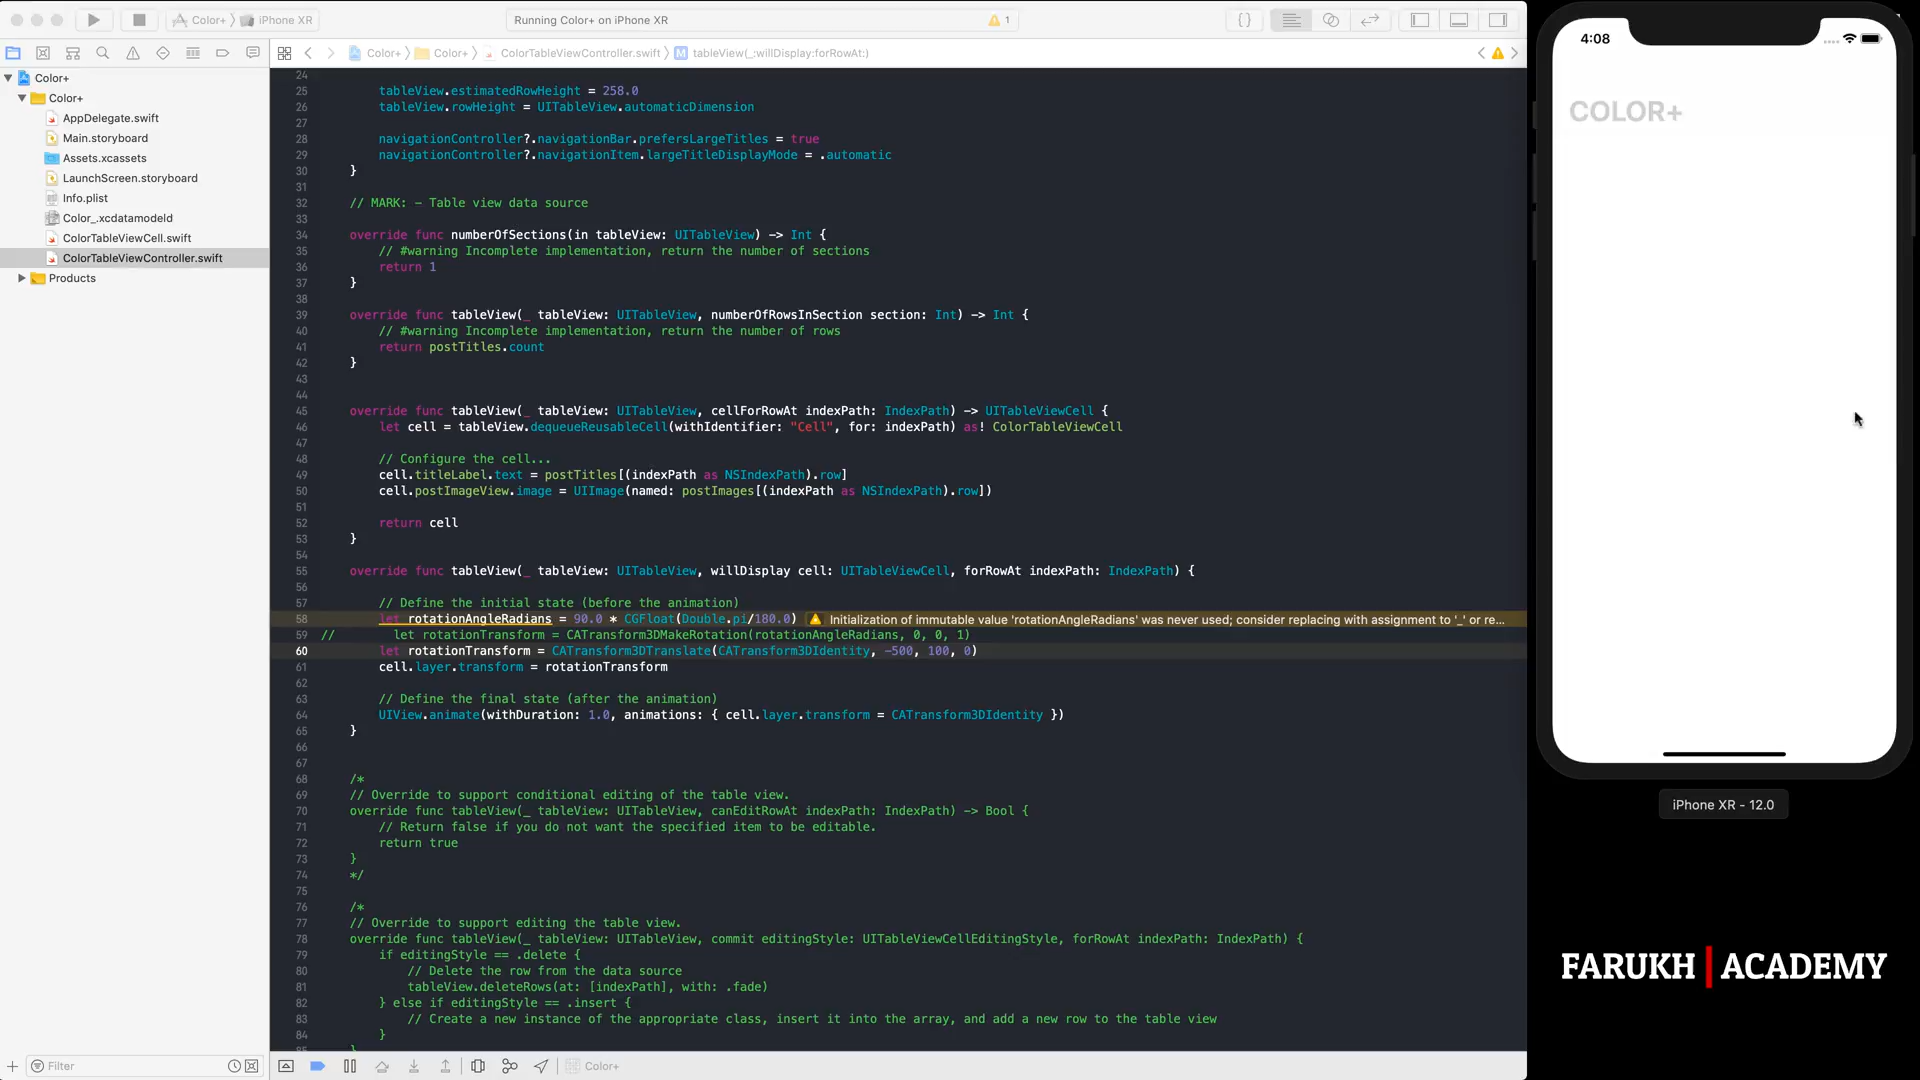 Color+ iPhone XR
Running Color+ on iPhone XR
1
Color+ Color+ ColorTableViewController.swift tableView(_:willDisplay:forRowAt:)
Color+
Color+
AppDelegate.swift
Main.storyboard
Assets.xcassets
LaunchScreen.storyboard
Info.plist
Color_.xcdatamodeld
ColorTableViewCell.swift
ColorTableViewController.swift
Products
24
25 tableView.estimatedRowHeight = 258.0
26 tableView.rowHeight = UITableView.automaticDimension
27
28 navigationController?.navigationBar.prefersLargeTitles = true
29 navigationController?.navigationItem.largeTitleDisplayMode = .automatic
30 }
31
32 // MARK: - Table view data source
33
34 override func numberOfSections(in tableView: UITableView) -> Int {
35 // #warning Incomplete implementation, return the number of sections
36 return 1
37 }
38
39 override func tableView(_ tableView: UITableView, numberOfRowsInSection section: Int) -> Int {
40 // #warning Incomplete implementation, return the number of rows
41 return postTitles.count
42 }
43
44
45 override func tableView(_ tableView: UITableView, cellForRowAt indexPath: IndexPath) -> UITableViewCell {
46 let cell = tableView.dequeueReusableCell(withIdentifier: "Cell", for: indexPath) as! ColorTableViewCell
47
48 // Configure the cell...
49 cell.titleLabel.text = postTitles[(indexPath as NSIndexPath).row]
50 cell.postImageView.image = UIImage(named: postImages[(indexPath as NSIndexPath).row])
51
52 return cell
53 }
54
55 override func tableView(_ tableView: UITableView, willDisplay cell: UITableViewCell, forRowAt indexPath: IndexPath) {
56
57 // Define the initial state (before the animation)
58 let rotationAngleRadians = 90.0 * CGFloat(Double.pi/180.0) Initialization of immutable value 'rotationAngleRadians' was never used; consider replacing with assignment to '_' or re...
59 // let rotationTransform = CATransform3DMakeRotation(rotationAngleRadians, 0, 0, 1)
60 let rotationTransform = CATransform3DTranslate(CATransform3DIdentity, -500, 100, 0)
61 cell.layer.transform = rotationTransform
62
63 // Define the final state (after the animation)
64 UIView.animate(withDuration: 1.0, animations: { cell.layer.transform = CATransform3DIdentity })
65 }
66
67
68 /*
69 // Override to support conditional editing of the table view.
70 override func tableView(_ tableView: UITableView, canEditRowAt indexPath: IndexPath) -> Bool {
71 // Return false if you do not want the specified item to be editable.
72 return true
73 }
74 */
75
76 /*
77 // Override to support editing the table view.
78 override func tableView(_ tableView: UITableView, commit editingStyle: UITableViewCellEditingStyle, forRowAt indexPath: IndexPath) {
79 if editingStyle == .delete {
80 // Delete the row from the data source
81 tableView.deleteRows(at: [indexPath], with: .fade)
82 } else if editingStyle == .insert {
83 // Create a new instance of the appropriate class, insert it into the array, and add a new row to the table view
84 }
85 }
Filter
Color+
4:08
COLOR+
iPhone XR - 12.0
FARUKH | ACADEMY